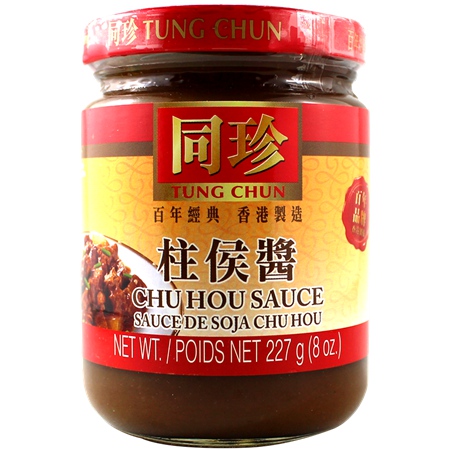 同珍 TUNG CHUN
同珍
TUNG CHUN
百年經典 香港製造
柱侯醬
CHU HOU SAUCE
SAUCE DE SOJA CHU HOU
NET WT. / POIDS NET 227 g (8 oz.)